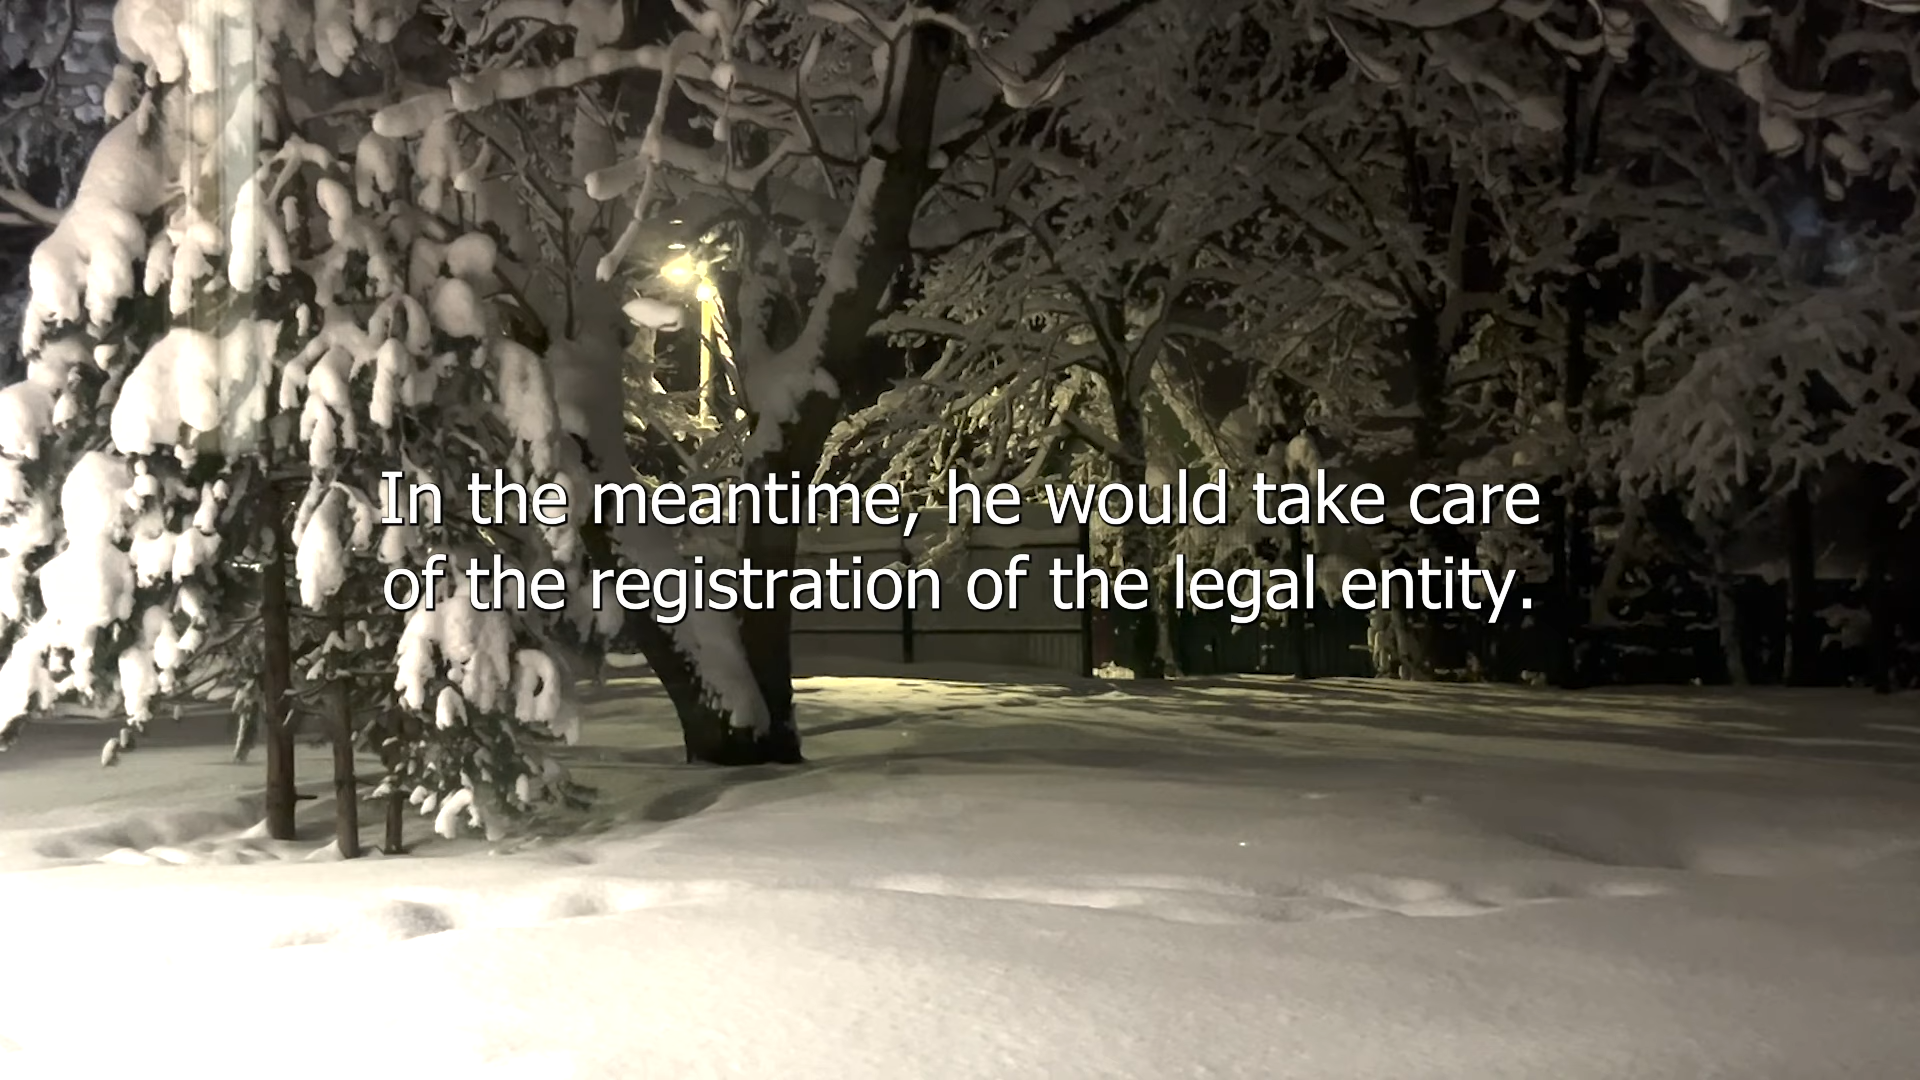 In the meantime, he would take care
of the registration of the legal entity.